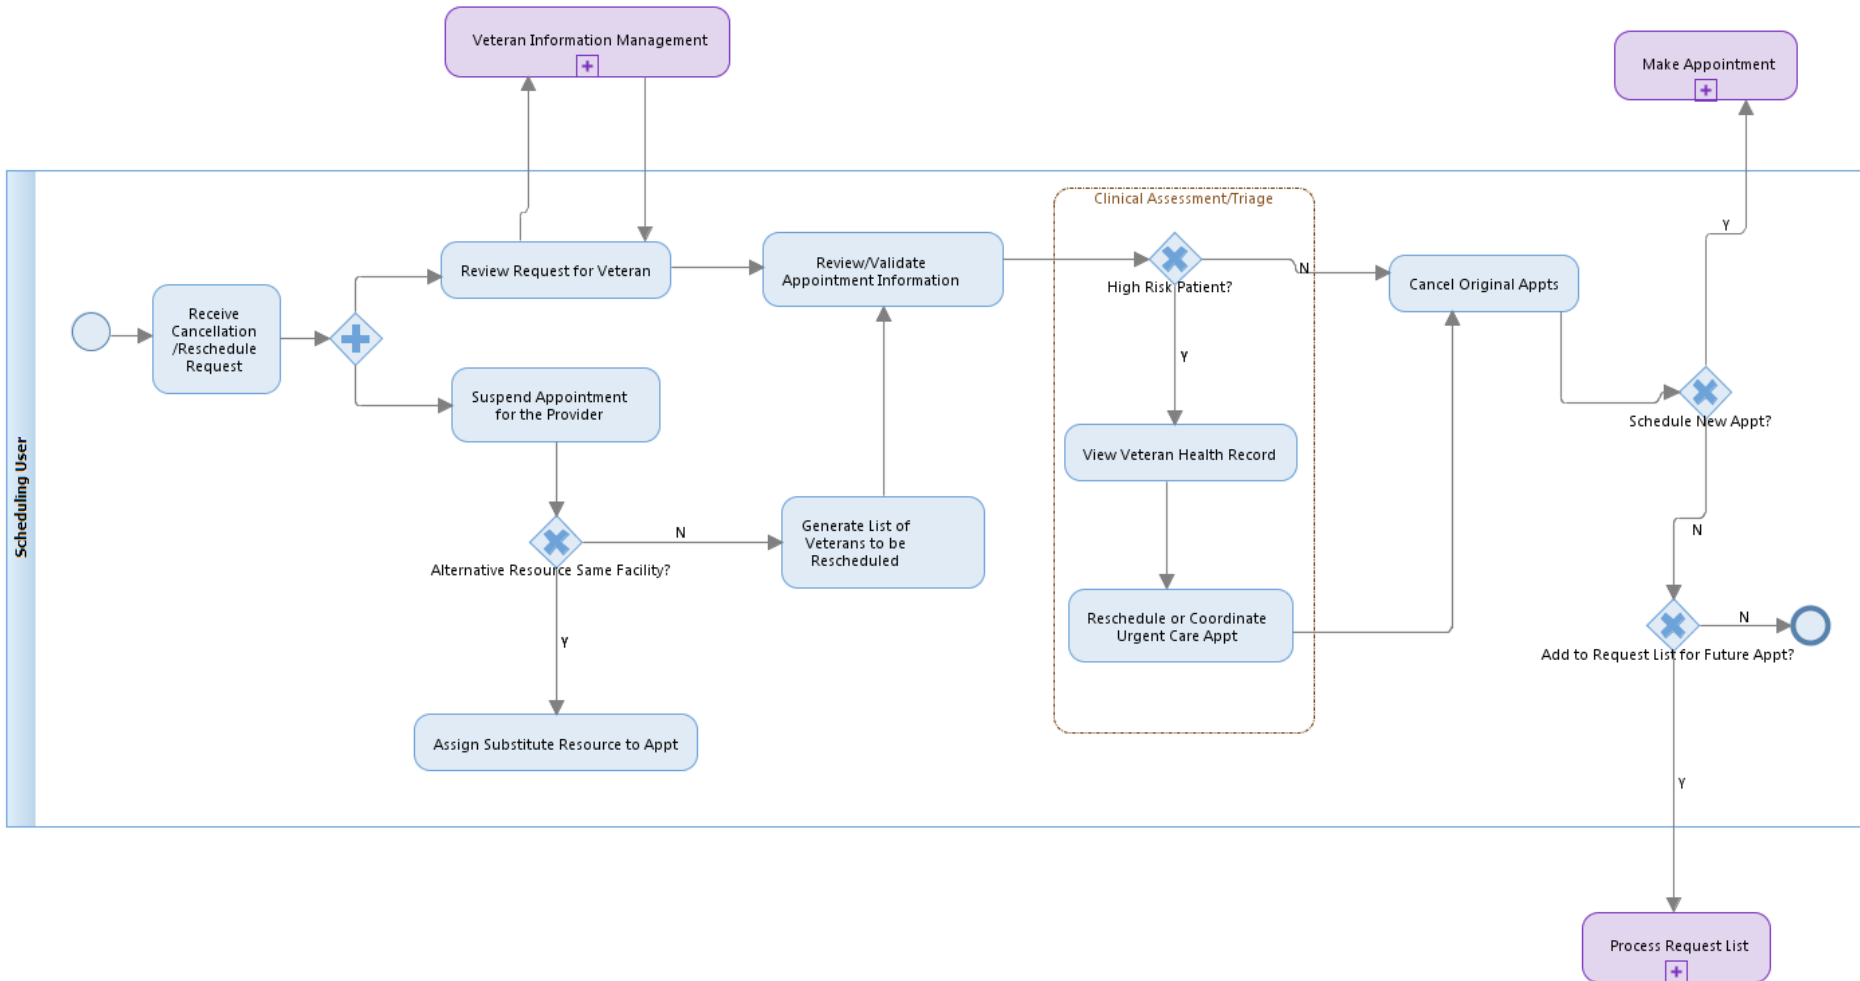 Veteran Information Management
Make Appointment
Clinical Assessment/Triage
Y
Review Request for Veteran
Review/Validate
Appointment Information
High Risk Patient?
N
Cancel Original Appts
Receive
Cancellation
/Reschedule
Request
Y
Suspend Appointment
for the Provider
Schedule New Appt?
View Veteran Health Record
Scheduling User
N
Generate List of
Veterans to be
Rescheduled
N
Alternative Resource Same Facility?
Reschedule or Coordinate
Urgent Care Appt
N
Y
Add to Request List for Future Appt?
Assign Substitute Resource to Appt
Y
Process Request List